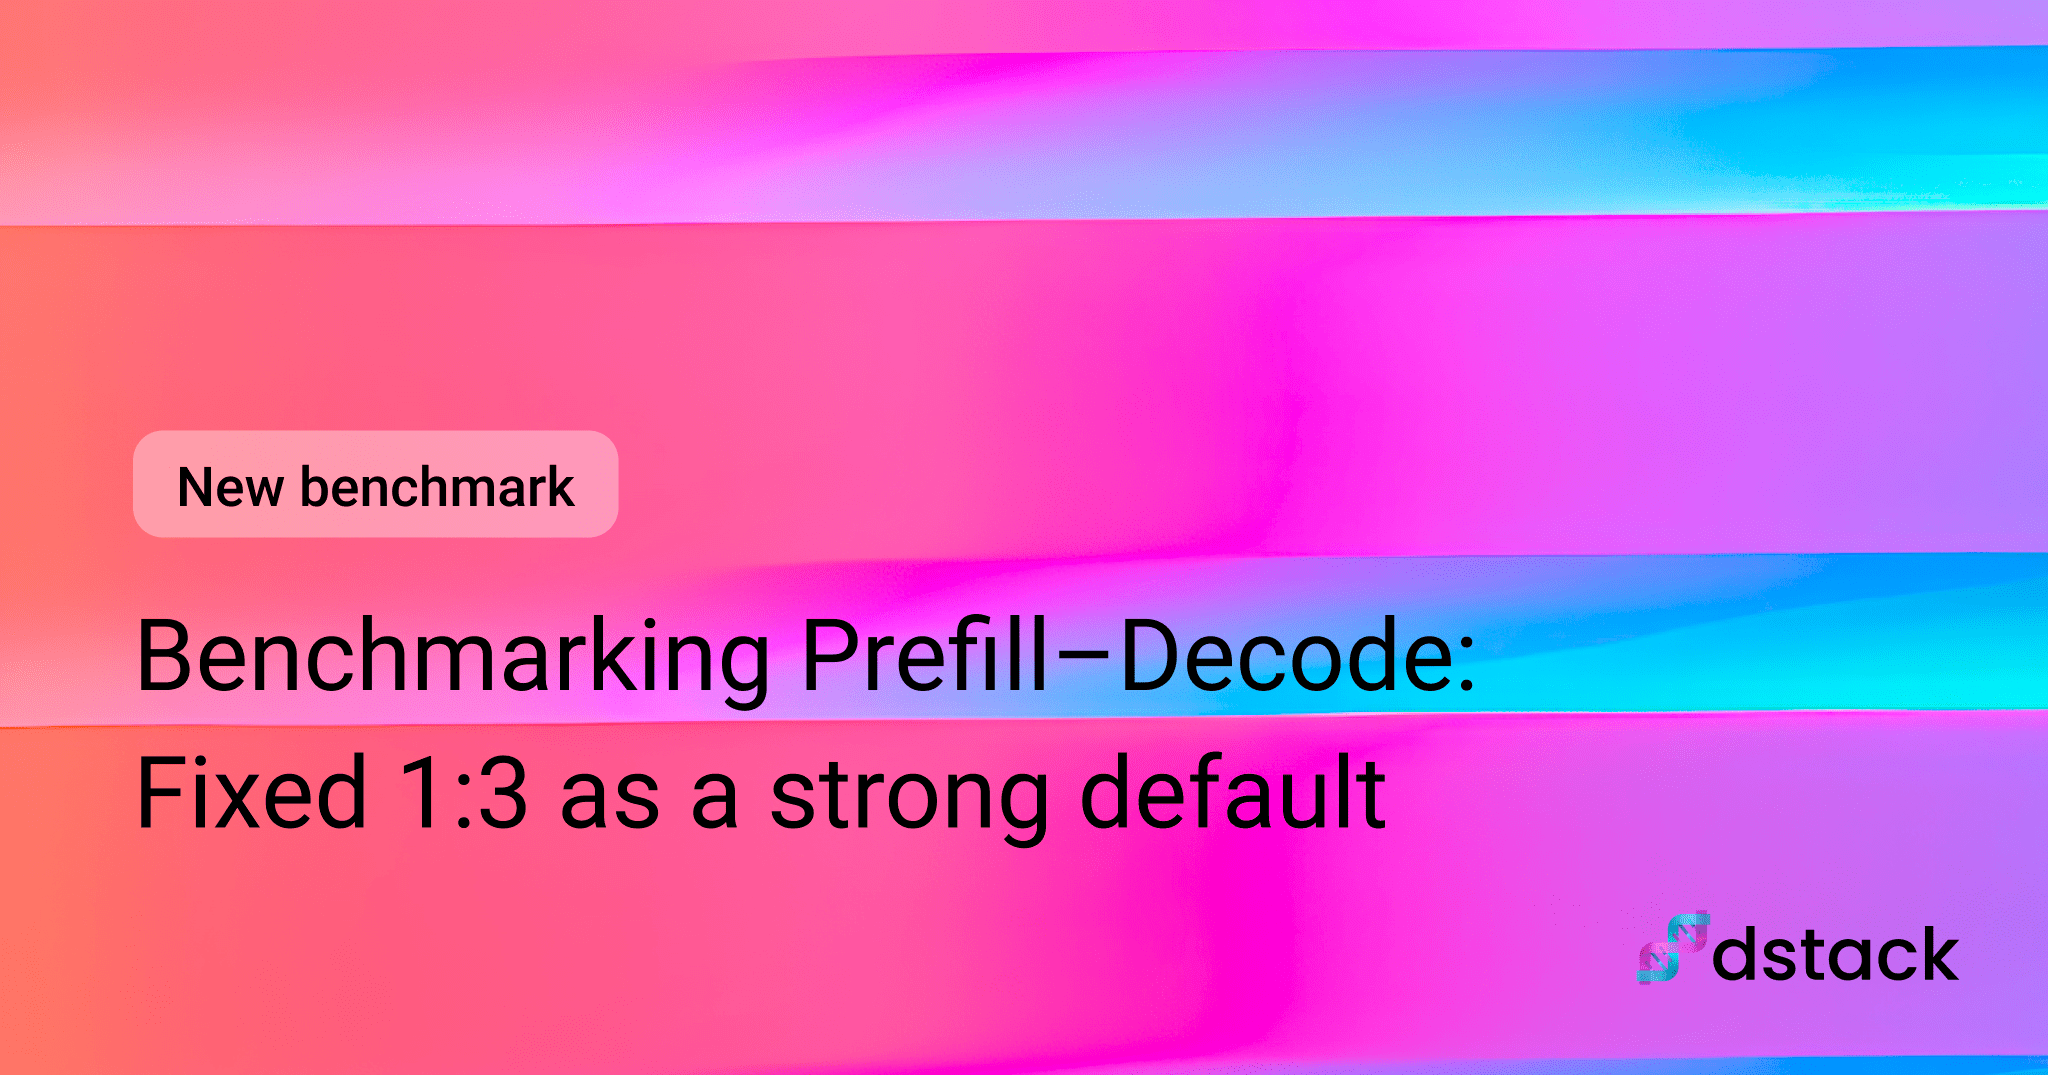 New benchmark
Benchmarking Prefill–Decode:
Fixed 1:3 as a strong default
dstack